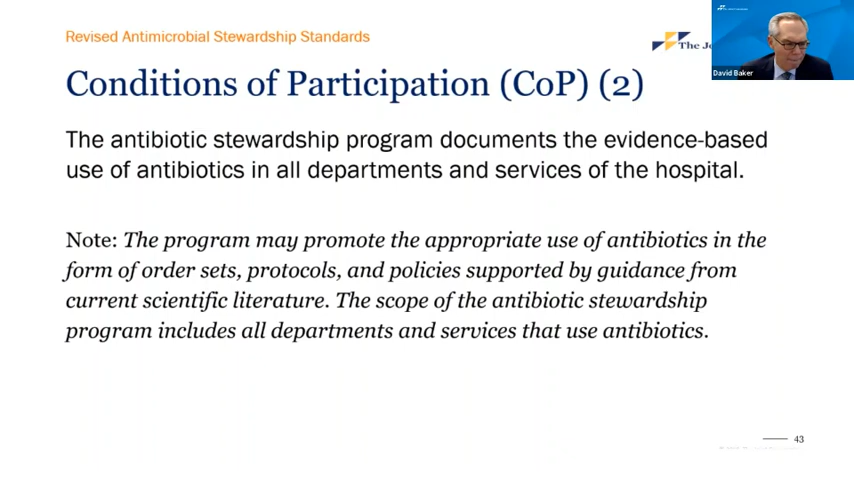 Revised Antimicrobial Stewardship Standards
The Jo
David Baker
Conditions of Participation (CoP) (2)
The antibiotic stewardship program documents the evidence-based
use of antibiotics in all departments and services of the hospital.
Note: The program may promote the appropriate use of antibiotics in the
form of order sets, protocols, and policies supported by guidance from
current scientific literature. The scope of the antibiotic stewardship
program includes all departments and services that use antibiotics.
43